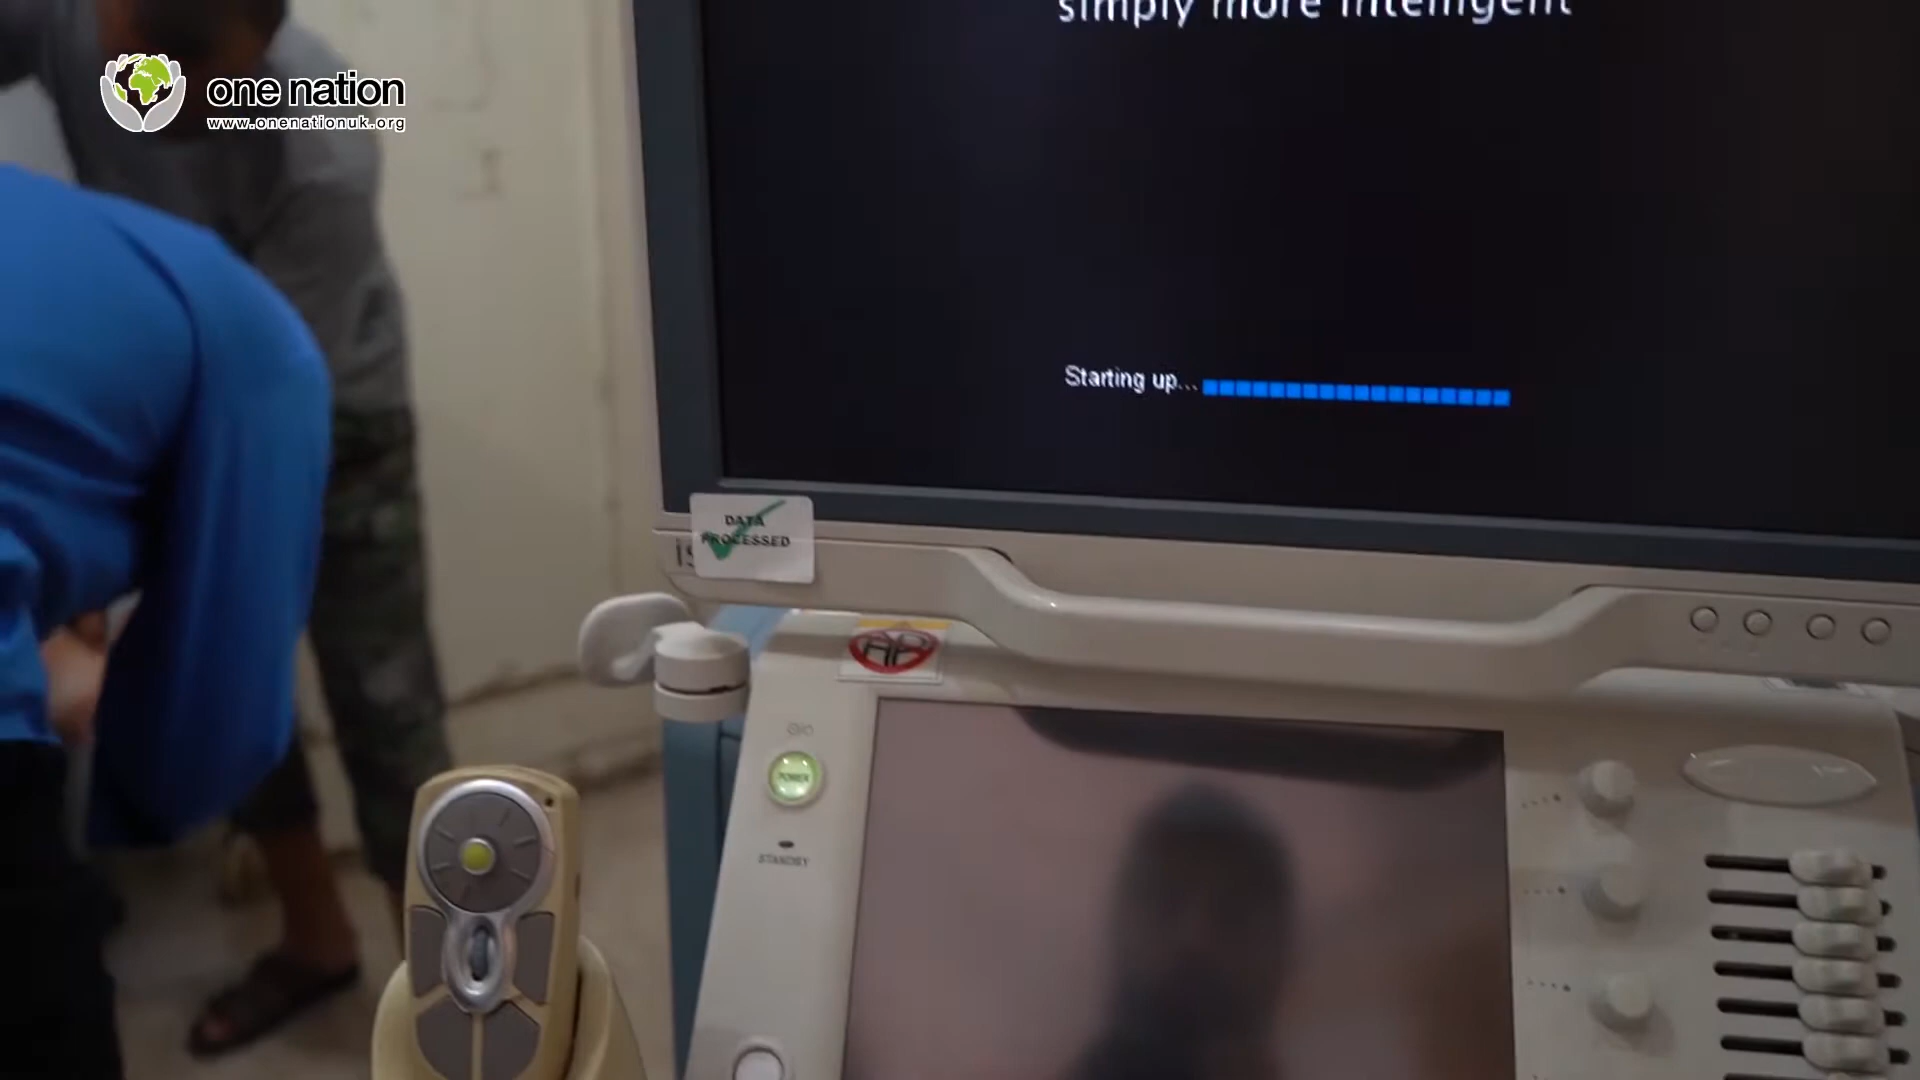 one nation
www.onenationuk.org
simply more intelligent
Starting up...
DATA
PROCESSED
POWER
STANDBY